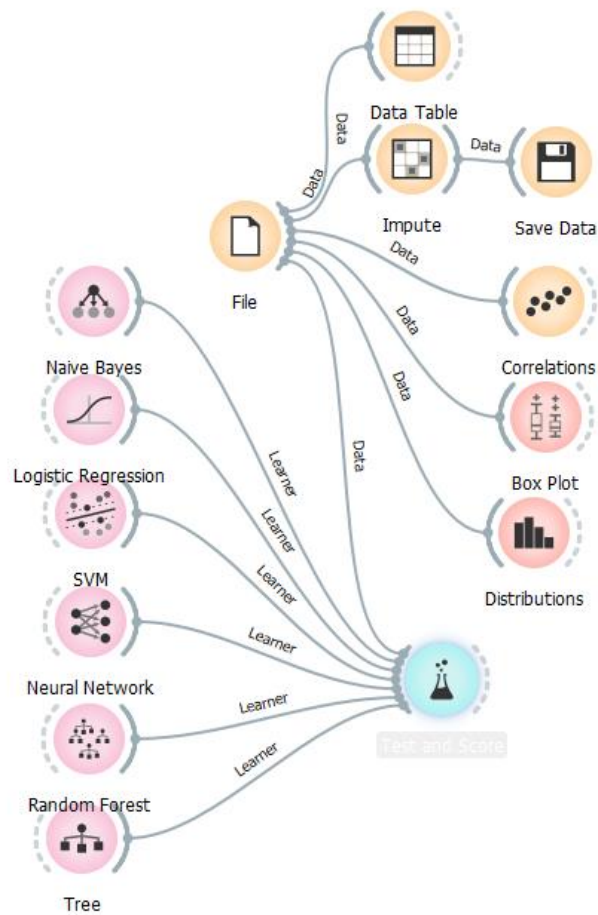 Data Table
Data
Data
Data
Impute
Save Data
File
Data
Correlations
Data
Box Plot
Data
Distributions
Data
Naive Bayes
Learner
Logistic Regression
Learner
SVM
Learner
Neural Network
Learner
Random Forest
Learner
Tree
Learner
Test and Score